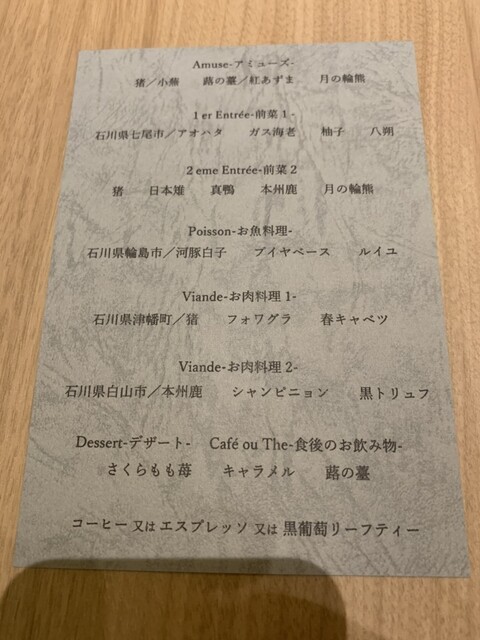 Amuse-アミューズ-
猪／小蕪　蕗の薹／紅あずま　月の輪熊
1 er Entrée-前菜 1-
石川県七尾市／アオハタ　ガス海老　柚子　八朔
2 eme Entrée-前菜 2
猪　日本雉　真鴨　本州鹿　月の輪熊
Poisson-お魚料理-
石川県輪島市／河豚白子　ブイヤベース　ルイユ
Viande-お肉料理 1-
石川県津幡町／猪　フォワグラ　春キャベツ
Viande-お肉料理 2-
石川県白山市／本州鹿　シャンピニョン　黒トリュフ
Dessert-デザート-　Café ou The-食後のお飲み物-
さくらもも苺　キャラメル　蕗の薹
コーヒー 又は エスプレッソ 又は 黒葡萄リーフティー